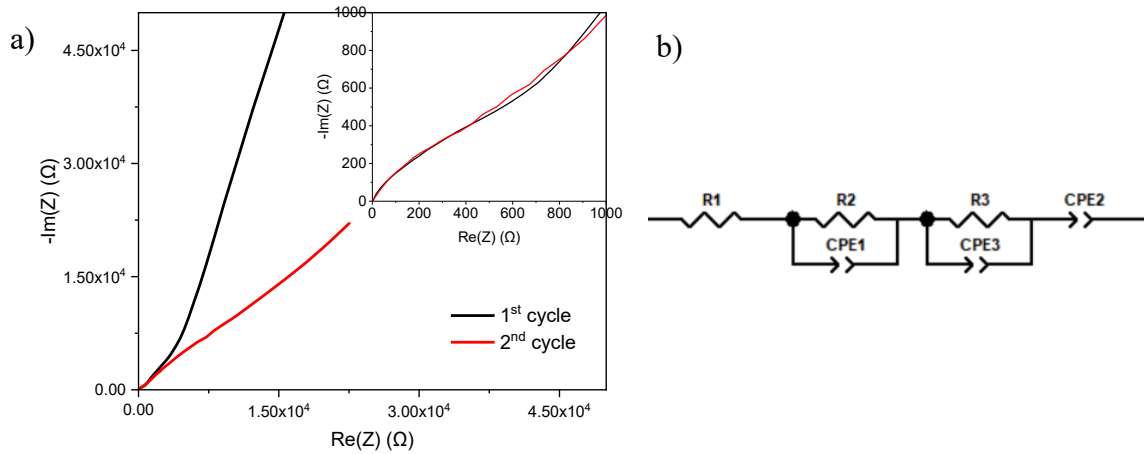 a)
-Im(Z) (Ω)
4.50x10⁴
3.00x10⁴
1.50x10⁴
0.00
0.00
1.50x10⁴
3.00x10⁴
4.50x10⁴
Re(Z) (Ω)
1ˢᵗ cycle
2ⁿᵈ cycle
-Im(Z) (Ω)
1000
800
600
400
200
0
0
200
400
600
800
1000
Re(Z) (Ω)
b)
R1
R2
CPE1
R3
CPE3
CPE2